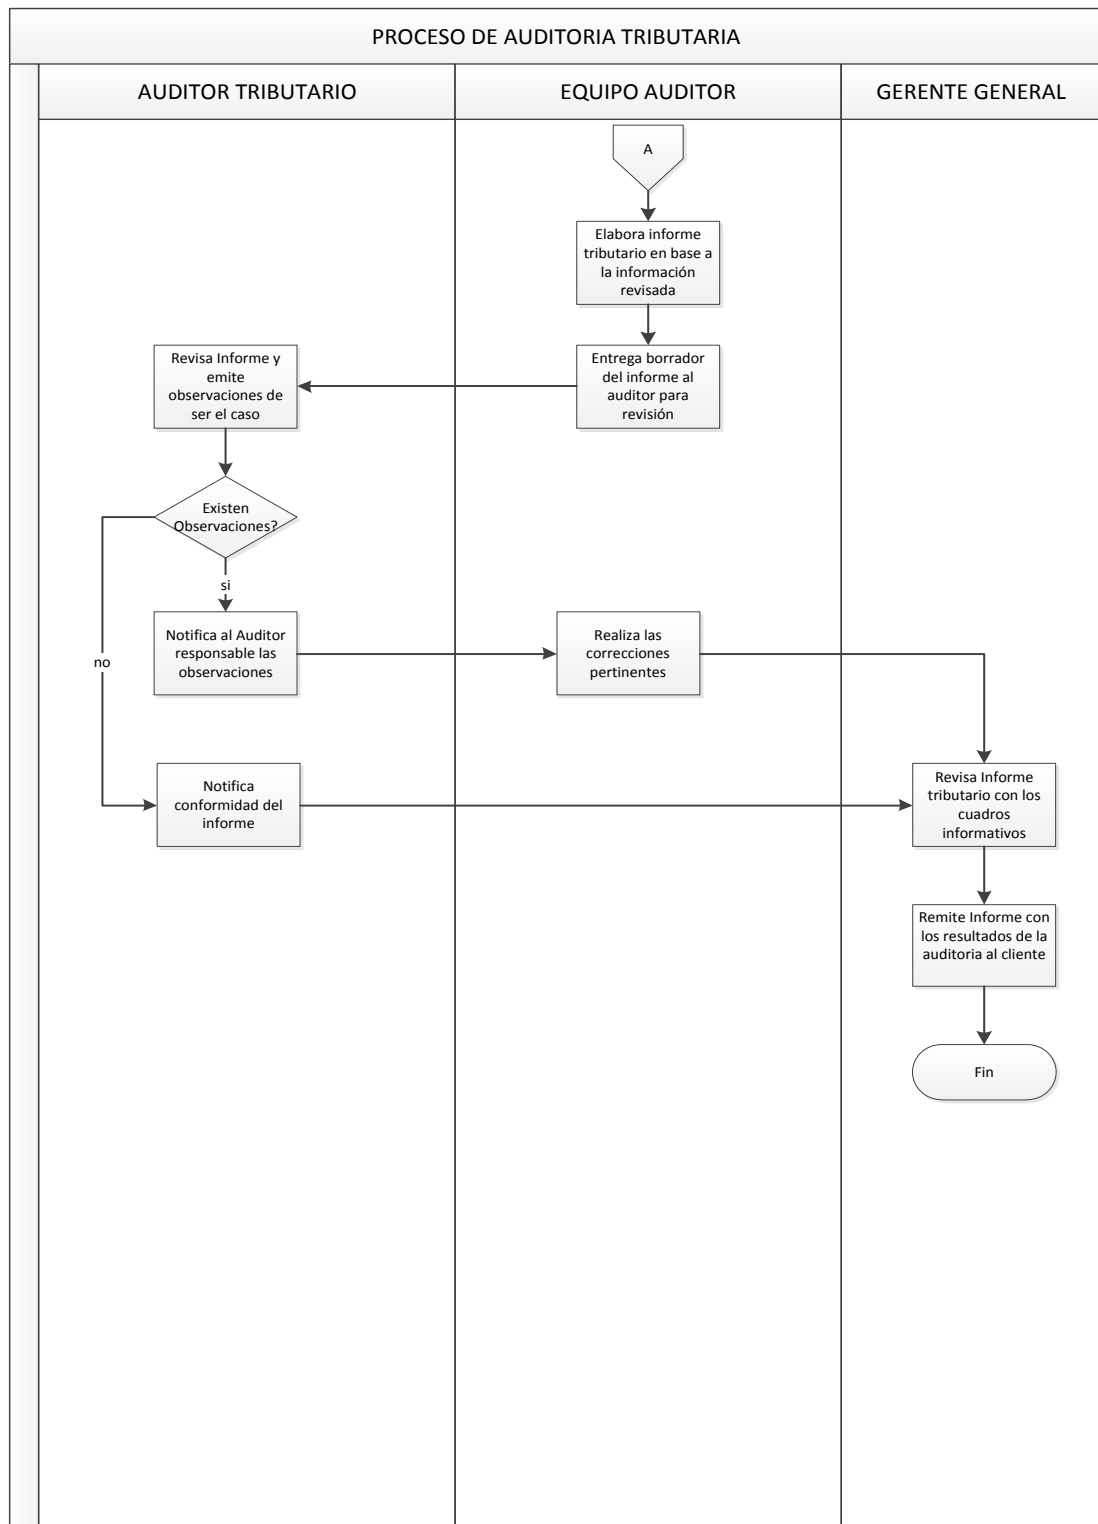 PROCESO DE AUDITORIA TRIBUTARIA
AUDITOR TRIBUTARIO
EQUIPO AUDITOR
GERENTE GENERAL
A
Elabora informe
tributario en base a
la información
revisada
Entrega borrador
del informe al
auditor para
revisión
Revisa Informe y
emite
observaciones de
ser el caso
Existen
Observaciones?
si
no
Notifica al Auditor
responsable las
observaciones
Realiza las
correcciones
pertinentes
Notifica
conformidad del
informe
Revisa Informe
tributario con los
cuadros
informativos
Remite Informe con
los resultados de la
auditoria al cliente
Fin